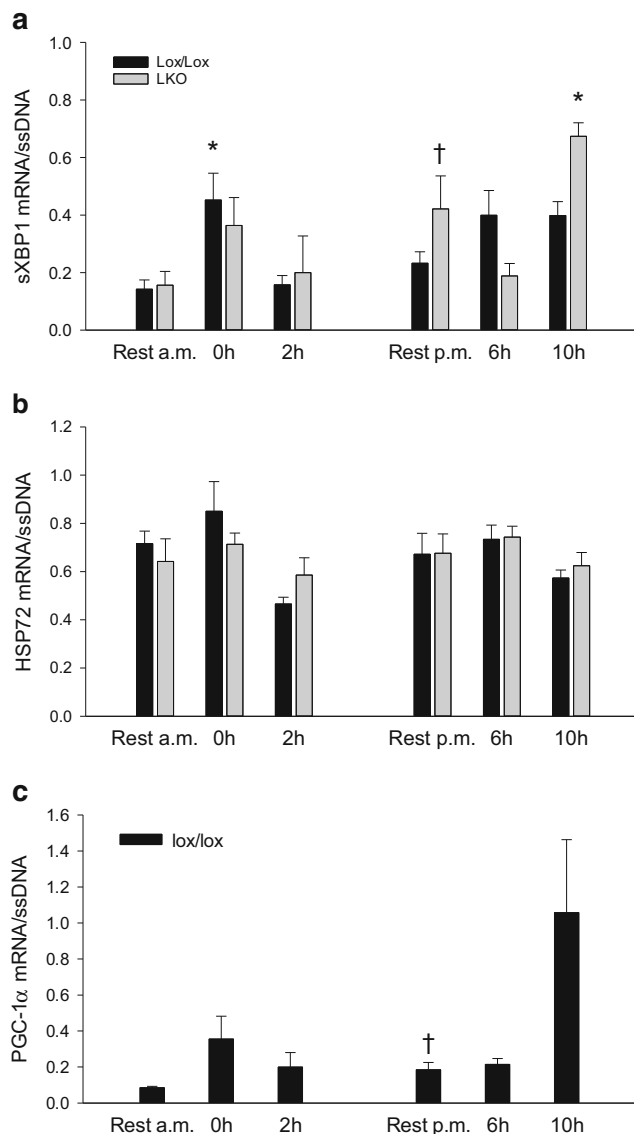 a
sXBP1 mRNA/ssDNA
1.0
0.8
0.6
0.4
0.2
0.0
Lox/Lox
LKO
*
†
*
Rest a.m. 0h 2h Rest p.m. 6h 10h
b
HSP72 mRNA/ssDNA
1.2
1.0
0.8
0.6
0.4
0.2
0.0
Rest a.m. 0h 2h Rest p.m. 6h 10h
c
PGC-1α mRNA/ssDNA
1.6
1.4
1.2
1.0
0.8
0.6
0.4
0.2
0.0
lox/lox
†
Rest a.m. 0h 2h Rest p.m. 6h 10h